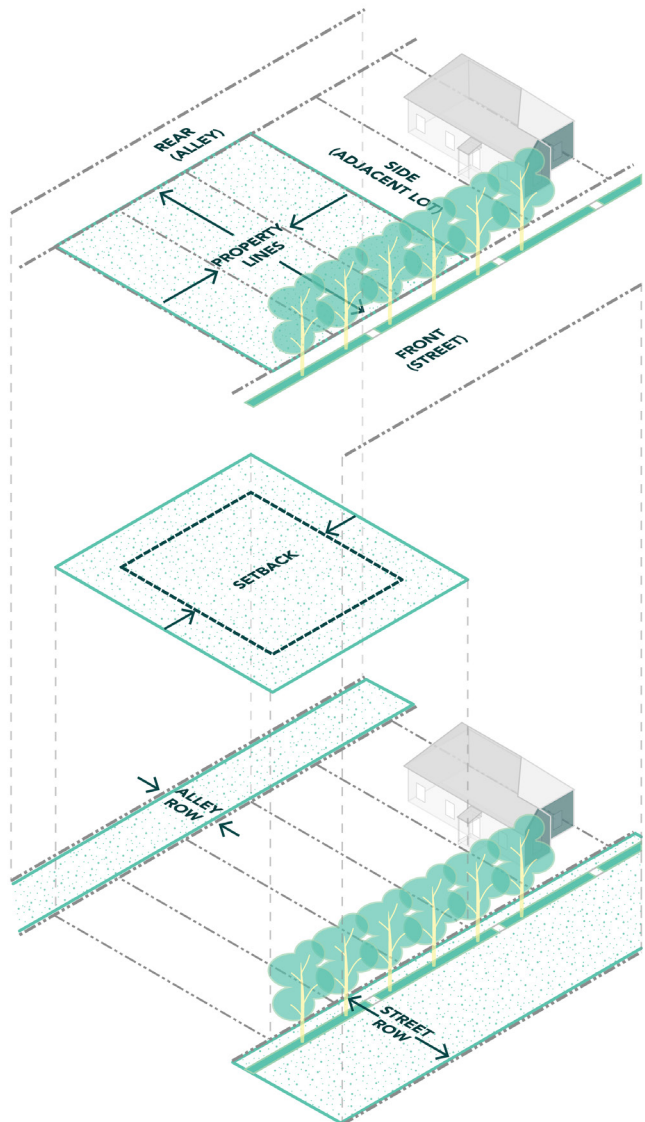 REAR
(ALLEY)
SIDE
(ADJACENT LOT)
PROPERTY
LINES
FRONT
(STREET)
SETBACK
ALLEY
ROW
STREET
ROW